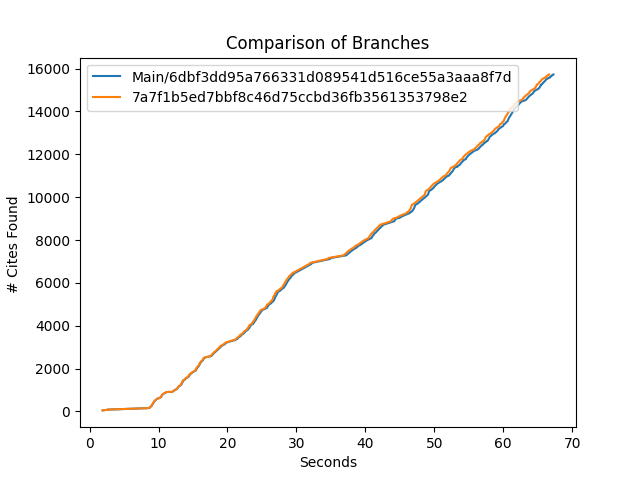 Comparison of Branches
Main/6dbf3dd95a766331d089541d516ce55a3aaa8f7d
7a7f1b5ed7bbf8c46d75ccbd36fb3561353798e2
# Cites Found
16000
14000
12000
10000
8000
6000
4000
2000
0
0 10 20 30 40 50 60 70
Seconds